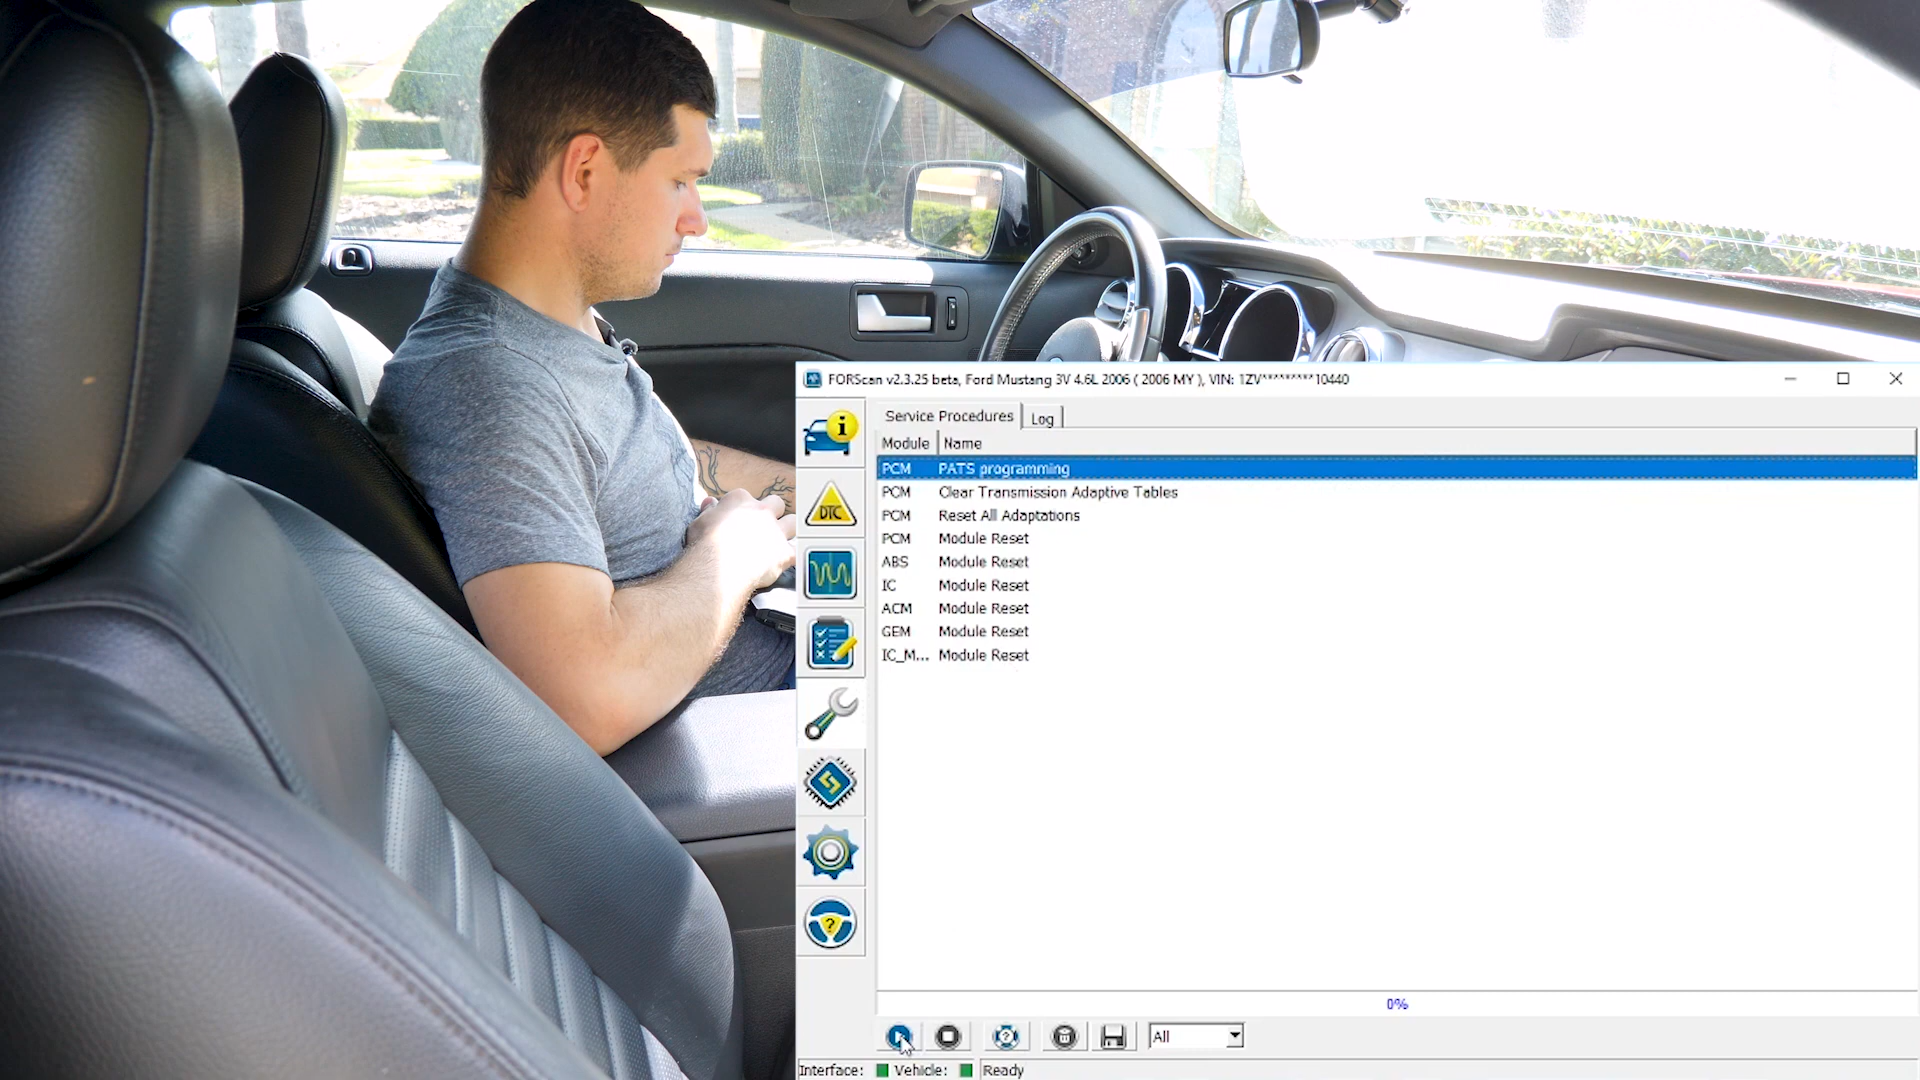 FORScan v2.3.25 beta, Ford Mustang 3V 4.6L 2006 ( 2006 MY ), VIN: 1ZV*********10440
Service Procedures Log
Module Name
PCM PATS programming
PCM Clear Transmission Adaptive Tables
PCM Reset All Adaptations
PCM Module Reset
ABS Module Reset
IC Module Reset
ACM Module Reset
GEM Module Reset
IC_M... Module Reset
i
DTC
?
0%
?
All
Interface: Vehicle: Ready